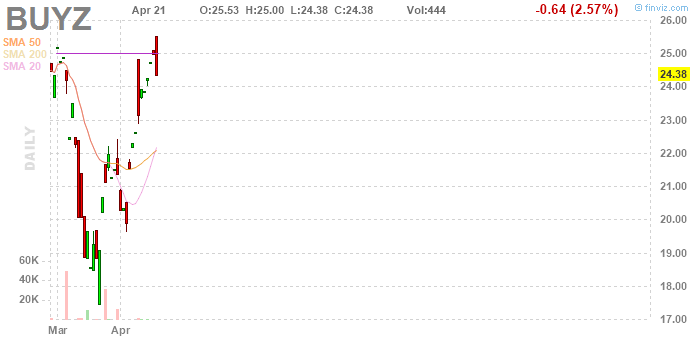 BUYZ Apr 21 O:25.53 H:25.00 L:24.38 C:24.38 Vol:444 -0.64 (2.57%) © finviz.com
SMA 50
SMA 200
SMA 20
DAILY
26.00
25.00
24.38
24.00
23.00
22.00
21.00
20.00
19.00
18.00
17.00
60K
40K
20K
Mar Apr